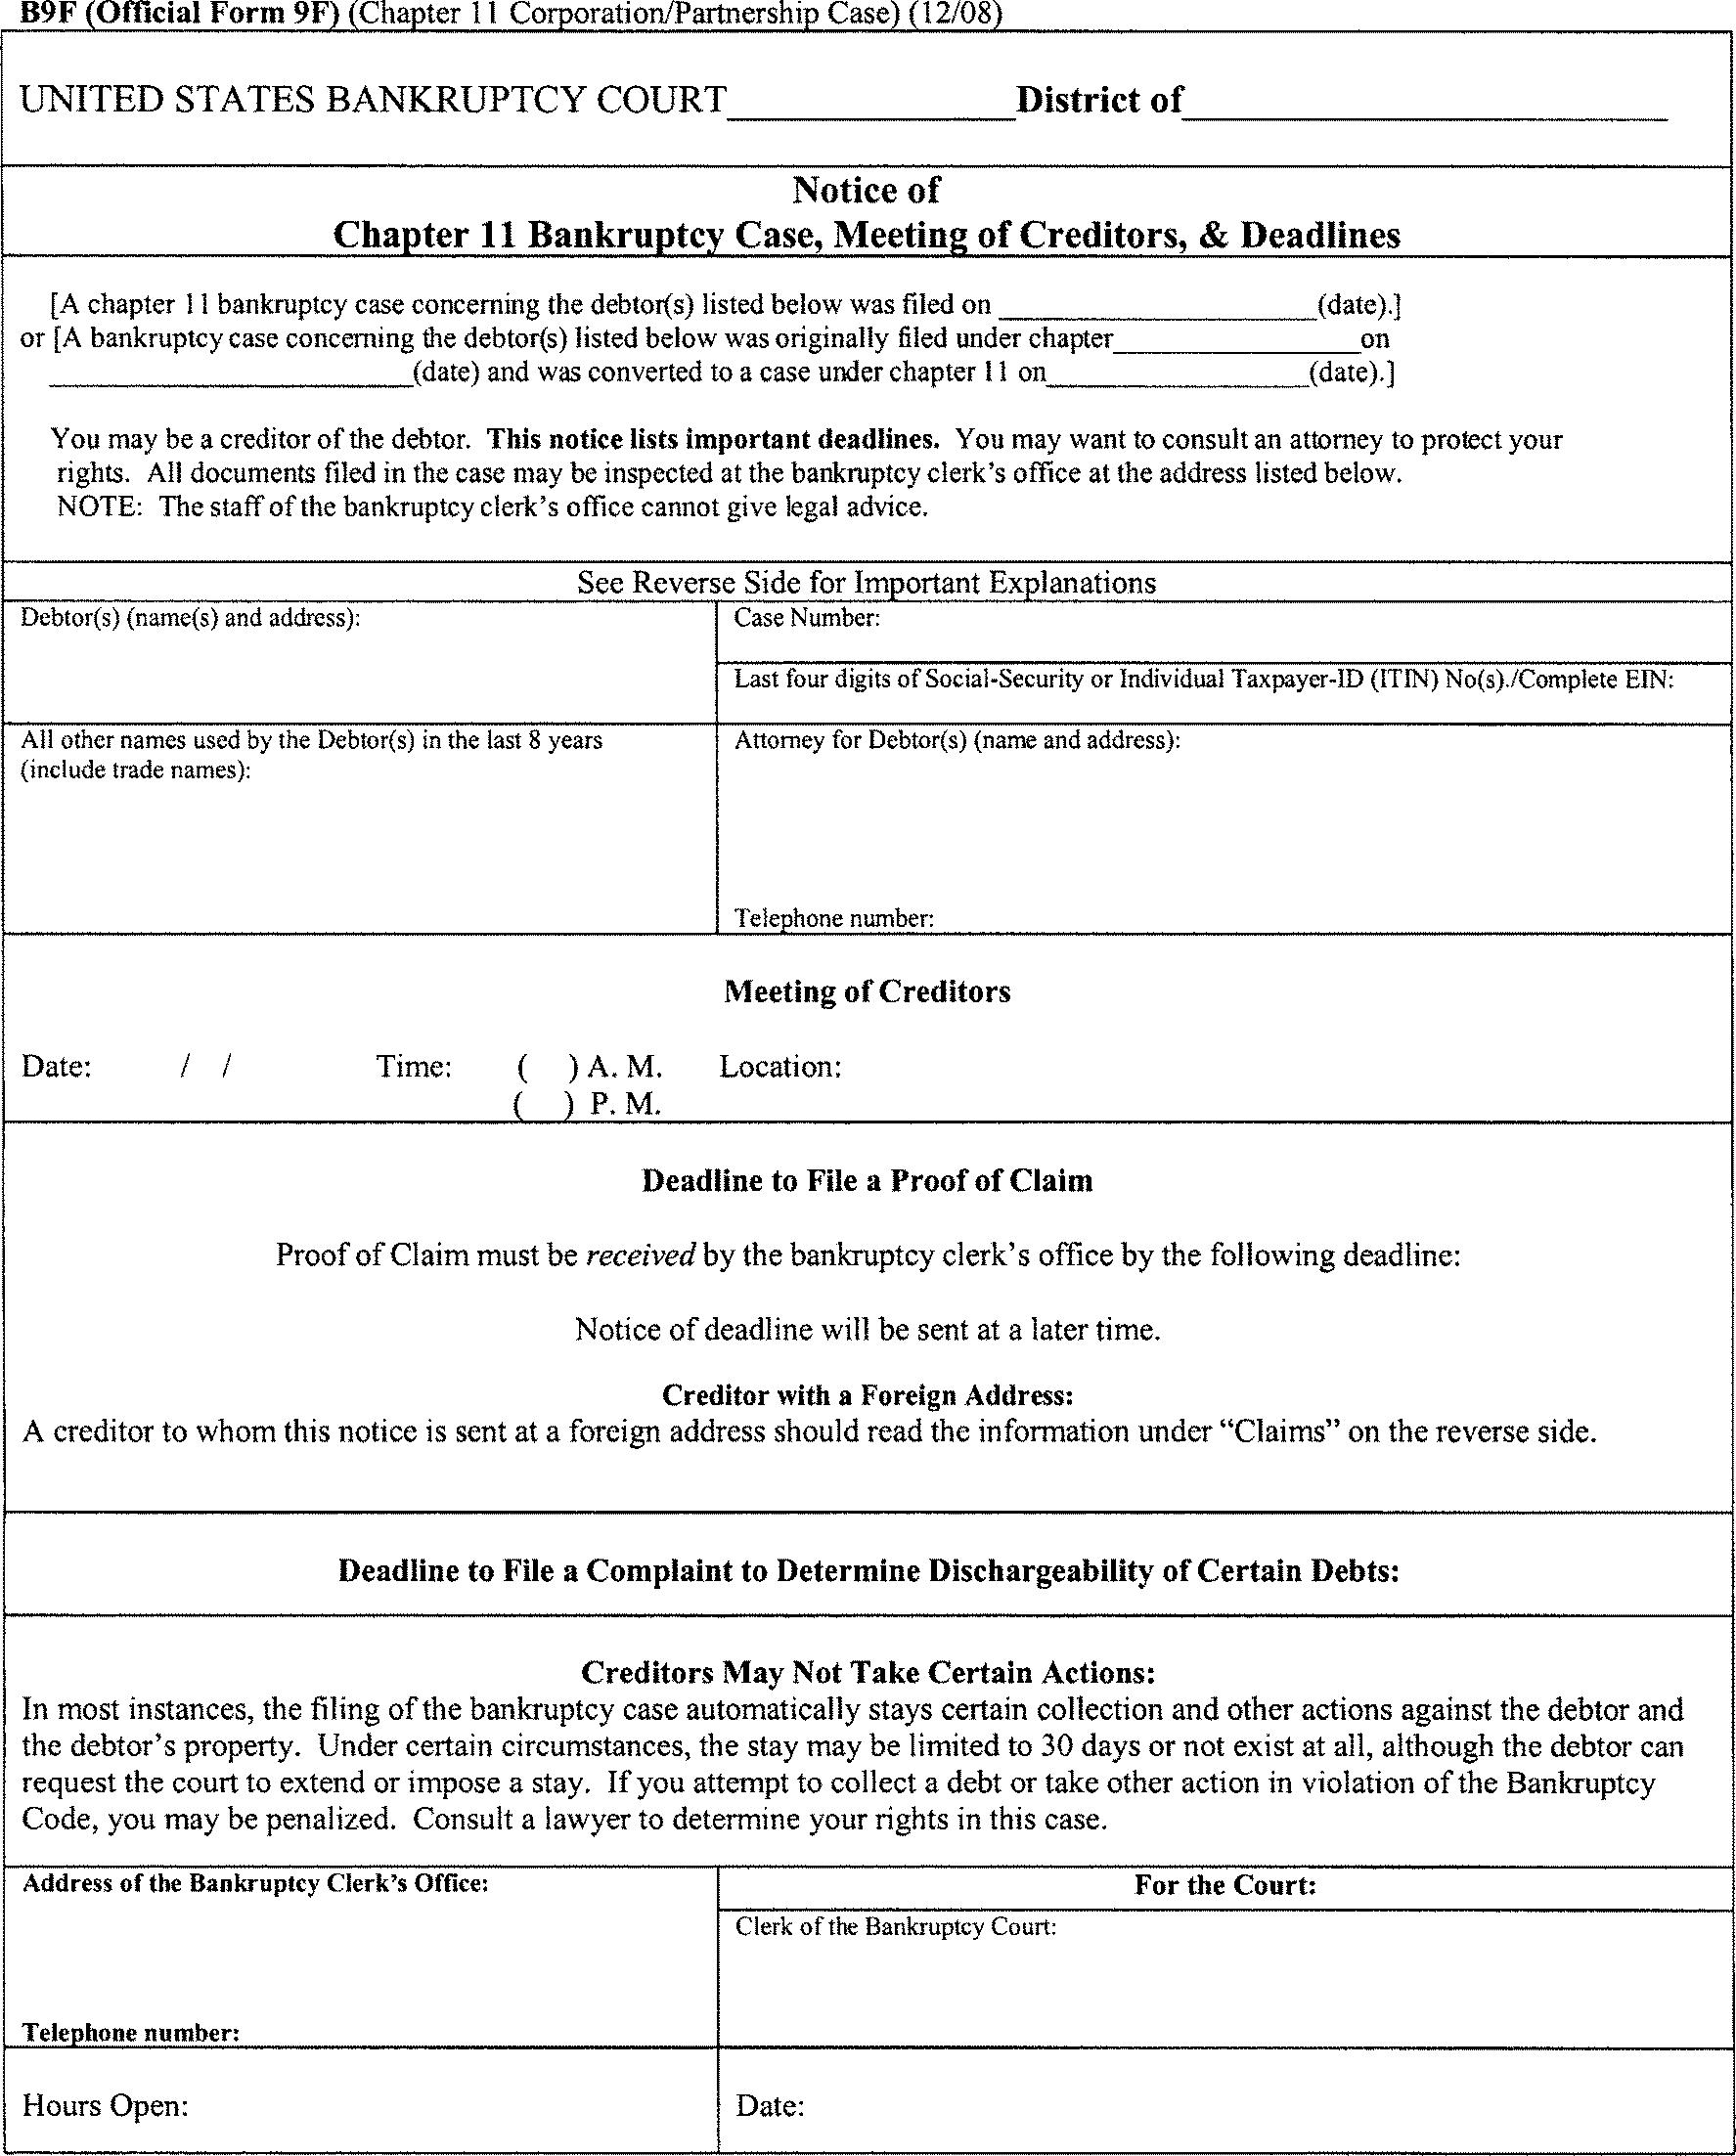 B9F (Official Form 9F) (Chapter 11 Corporation/Partnership Case) (12/08)
UNITED STATES BANKRUPTCY COURT____________District of____________________
Notice of
Chapter 11 Bankruptcy Case, Meeting of Creditors, & Deadlines
[A chapter 11 bankruptcy case concerning the debtor(s) listed below was filed on ________________(date).]
or [A bankruptcy case concerning the debtor(s) listed below was originally filed under chapter____________on
__________________(date) and was converted to a case under chapter 11 on_____________(date).]
You may be a creditor of the debtor. This notice lists important deadlines. You may want to consult an attorney to protect your
rights. All documents filed in the case may be inspected at the bankruptcy clerk's office at the address listed below.
NOTE: The staff of the bankruptcy clerk's office cannot give legal advice.
See Reverse Side for Important Explanations
Debtor(s) (name(s) and address):
Case Number:
Last four digits of Social-Security or Individual Taxpayer-ID (ITIN) No(s)./Complete EIN:
All other names used by the Debtor(s) in the last 8 years
(include trade names):
Attorney for Debtor(s) (name and address):
Telephone number:
Meeting of Creditors
Date: / / Time: ( ) A. M. Location:
( ) P. M.
Deadline to File a Proof of Claim
Proof of Claim must be received by the bankruptcy clerk's office by the following deadline:
Notice of deadline will be sent at a later time.
Creditor with a Foreign Address:
A creditor to whom this notice is sent at a foreign address should read the information under “Claims” on the reverse side.
Deadline to File a Complaint to Determine Dischargeability of Certain Debts:
Creditors May Not Take Certain Actions:
In most instances, the filing of the bankruptcy case automatically stays certain collection and other actions against the debtor and
the debtor's property. Under certain circumstances, the stay may be limited to 30 days or not exist at all, although the debtor can
request the court to extend or impose a stay. If you attempt to collect a debt or take other action in violation of the Bankruptcy
Code, you may be penalized. Consult a lawyer to determine your rights in this case.
Address of the Bankruptcy Clerk's Office:
Telephone number:
For the Court:
Clerk of the Bankruptcy Court:
Hours Open:
Date: